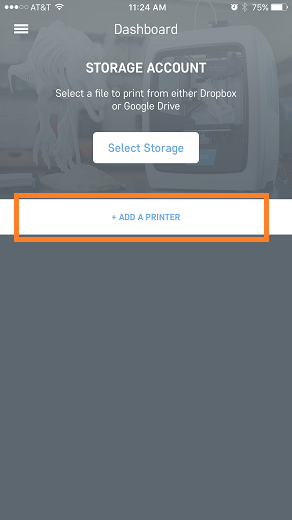 AT&T 11:24 AM 75%
Dashboard
STORAGE ACCOUNT
Select a file to print from either Dropbox
or Google Drive
Select Storage
+ ADD A PRINTER